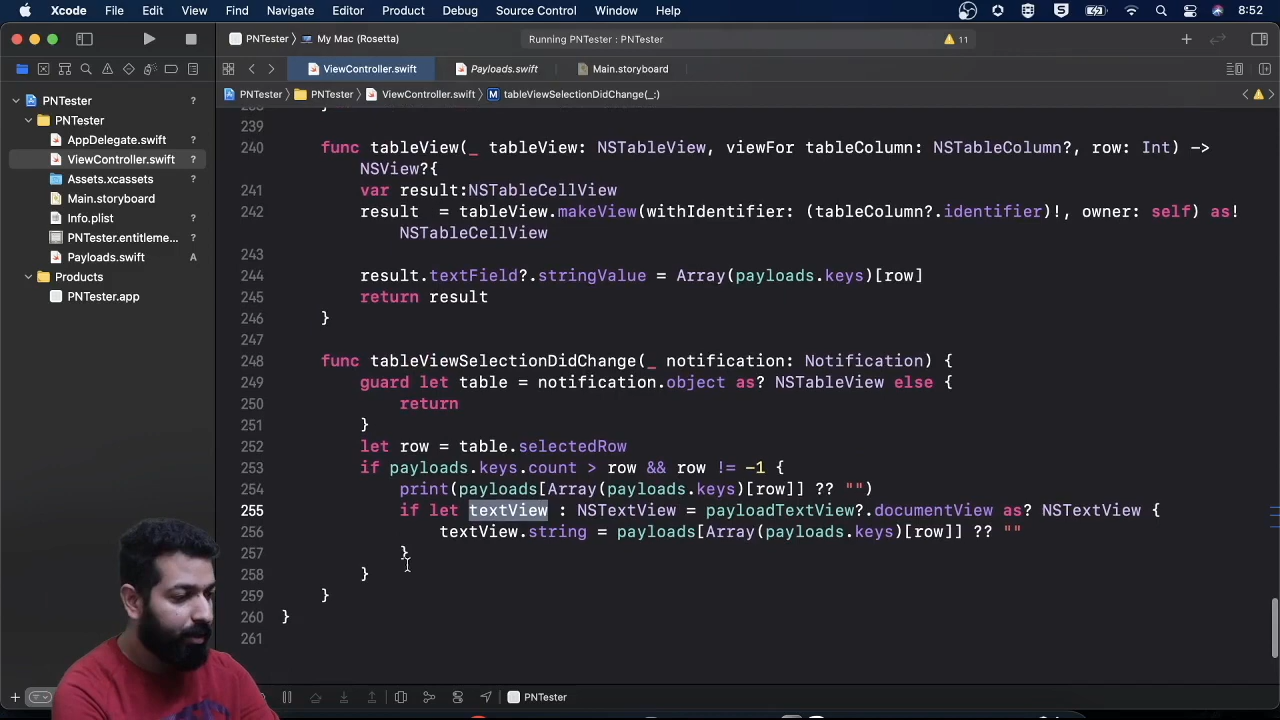 Xcode File Edit View Find Navigate Editor Product Debug Source Control Window Help 8:52
PNTester My Mac (Rosetta) Running PNTester : PNTester 11
ViewController.swift Payloads.swift Main.storyboard
PNTester PNTester ViewController.swift M tableViewSelectionDidChange(_:)
PNTester ?
PNTester
AppDelegate.swift ?
ViewController.swift ?
Assets.xcassets ?
Main.storyboard ?
Info.plist ?
PNTester.entitleme... ?
Payloads.swift A
Products
PNTester.app
239
240 func tableView(_ tableView: NSTableView, viewFor tableColumn: NSTableColumn?, row: Int) ->
NSView?{
241 var result:NSTableCellView
242 result  = tableView.makeView(withIdentifier: (tableColumn?.identifier)!, owner: self) as!
NSTableCellView
243
244 result.textField?.stringValue = Array(payloads.keys)[row]
245 return result
246 }
247
248 func tableViewSelectionDidChange(_ notification: Notification) {
249 guard let table = notification.object as? NSTableView else {
250 return
251 }
252 let row = table.selectedRow
253 if payloads.keys.count > row && row != -1 {
254 print(payloads[Array(payloads.keys)[row]] ?? "")
255 if let textView : NSTextView = payloadTextView?.documentView as? NSTextView {
256 textView.string = payloads[Array(payloads.keys)[row]] ?? ""
257 }
258 }
259 }
260 }
261
PNTester